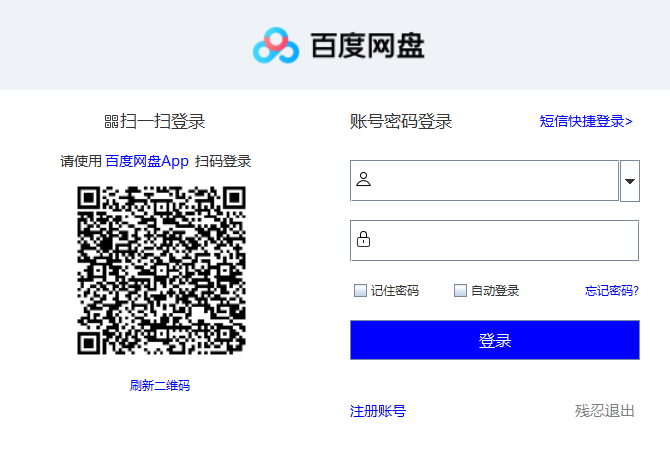 百度网盘
扫一扫登录
请使用 百度网盘App 扫码登录
刷新二维码
账号密码登录
短信快捷登录>
记住密码
自动登录
忘记密码?
登录
注册账号
残忍退出